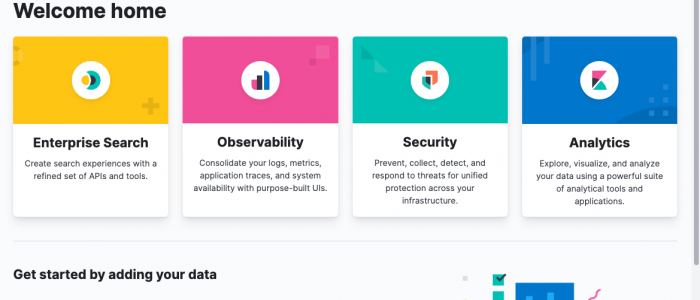 Welcome home
Enterprise Search
Create search experiences with a
refined set of APIs and tools.
Observability
Consolidate your logs, metrics,
application traces, and system
availability with purpose-built UIs.
Security
Prevent, collect, detect, and
respond to threats for unified
protection across your
infrastructure.
Analytics
Explore, visualize, and analyze
your data using a powerful suite
of analytical tools and
applications.
Get started by adding your data